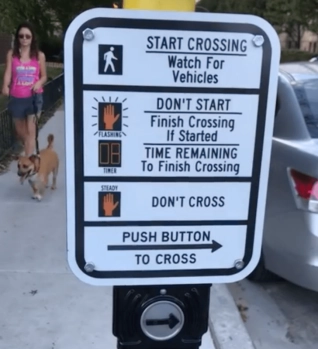 START CROSSING
Watch For
Vehicles
DON'T START
Finish Crossing
If Started
FLASHING
TIME REMAINING
To Finish Crossing
08
TIMER
STEADY
DON'T CROSS
PUSH BUTTON
TO CROSS